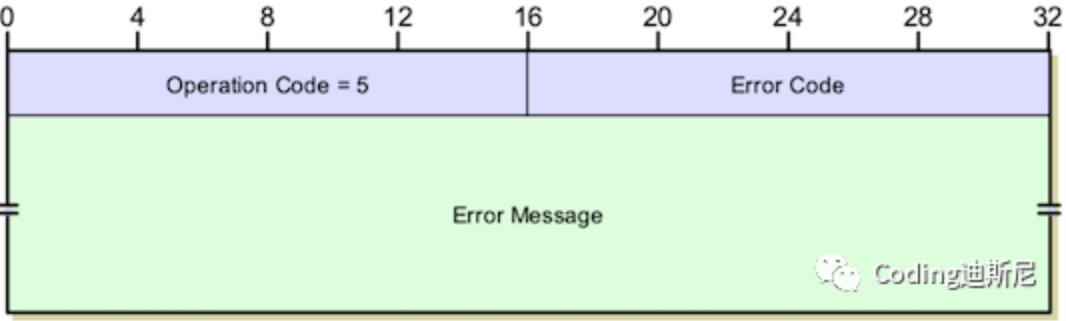 0 4 8 12 16 20 24 28 32
Operation Code = 5 Error Code
Error Message
Coding迪斯尼